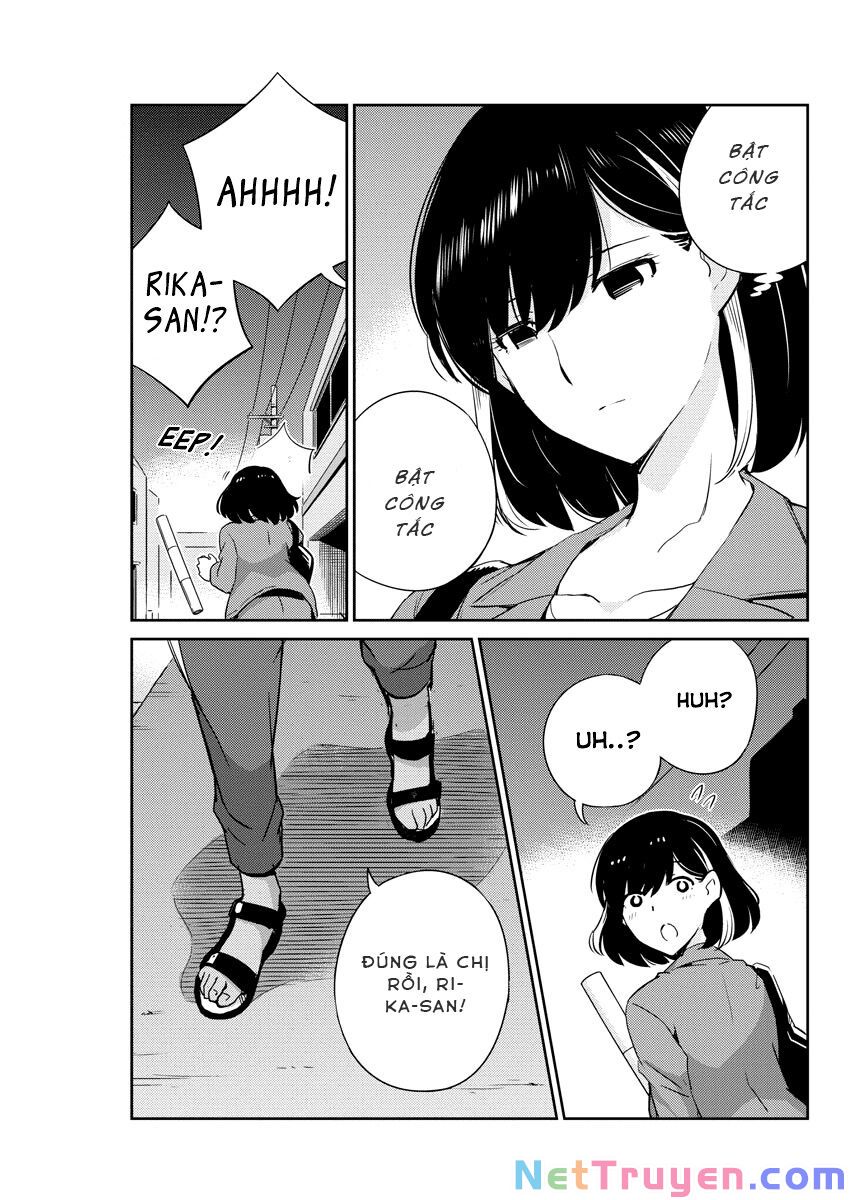 BẬT
CÔNG
TẮC
BẬT
CÔNG
TẮC
AHHHH!
RIKA-
SAN!?
EEP!
HUH?
UH..?
ĐÚNG LÀ CHỊ
RỒI, RI-
KA-SAN!
NetTruyen.com